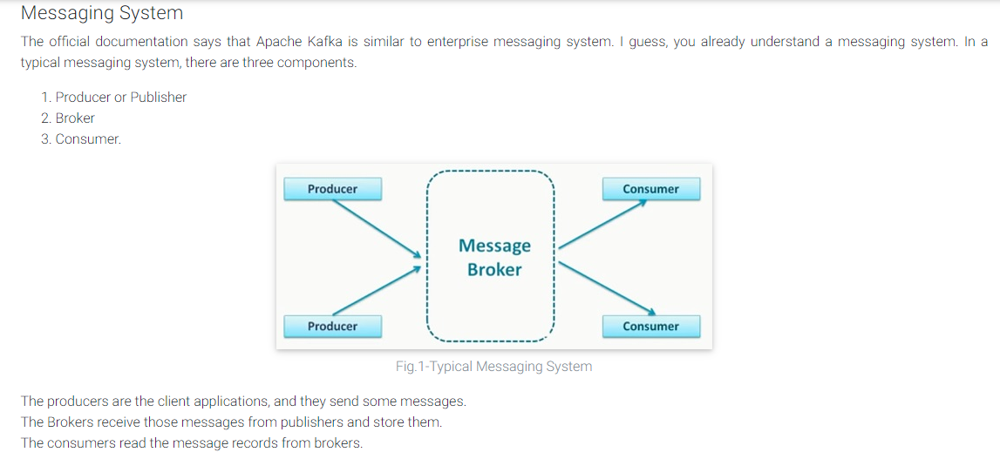 Messaging System
The official documentation says that Apache Kafka is similar to enterprise messaging system. I guess, you already understand a messaging system. In a
typical messaging system, there are three components.
1. Producer or Publisher
2. Broker
3. Consumer.
Producer
Consumer
Message
Broker
Producer
Consumer
Fig.1-Typical Messaging System
The producers are the client applications, and they send some messages.
The Brokers receive those messages from publishers and store them.
The consumers read the message records from brokers.